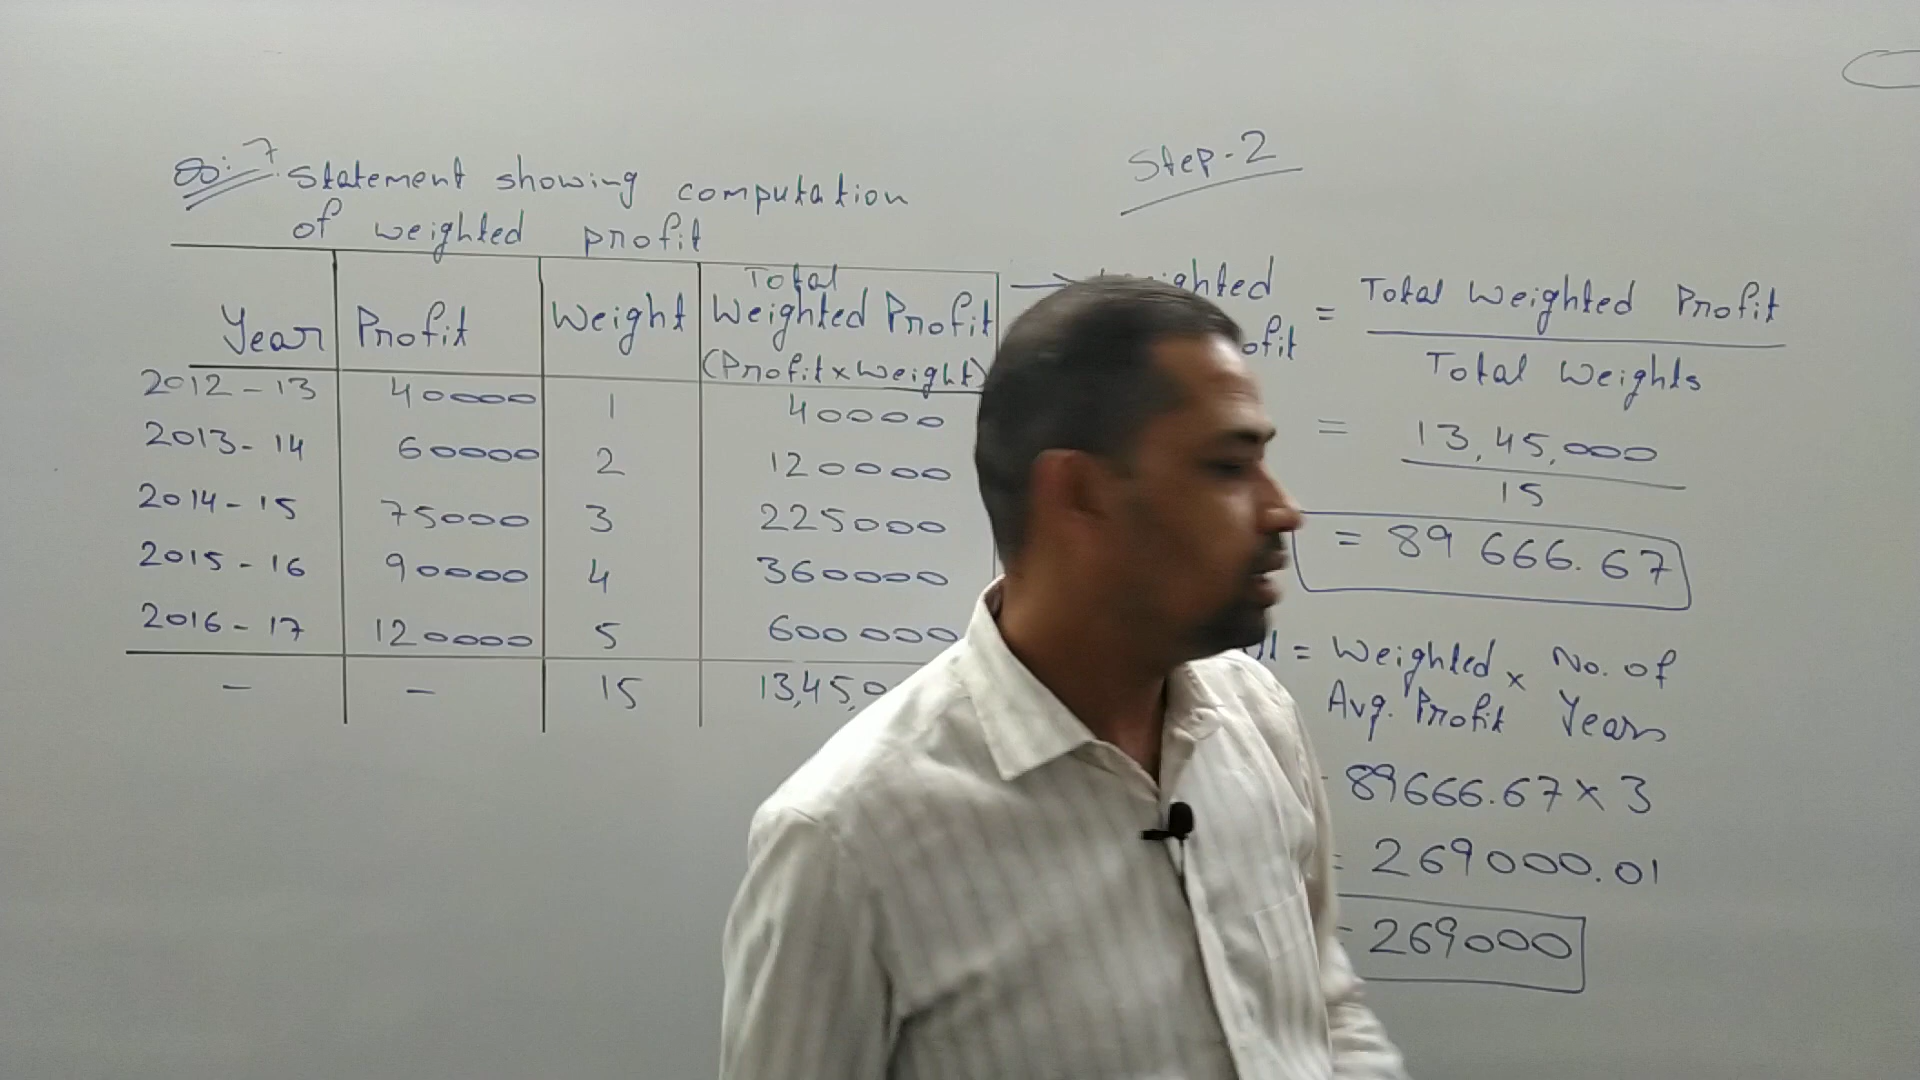 7. Statement showing computation
of weighted profit
Year Profit Weight Total Weighted Profit (Profit x Weight)
2012 - 13 40000 1 40000
2013 - 14 60000 2 120000
2014 - 15 75000 3 225000
2015 - 16 90000 4 360000
2016 - 17 120000 5 600000
- - 15 13,45,0
Step - 2
= Total Weighted Profit
Total Weights
= 13,45,000
15
= 89 666.67
= Weighted x No. of
Avg. Profit Years
89666.67 x 3
= 269000.01
= 269000